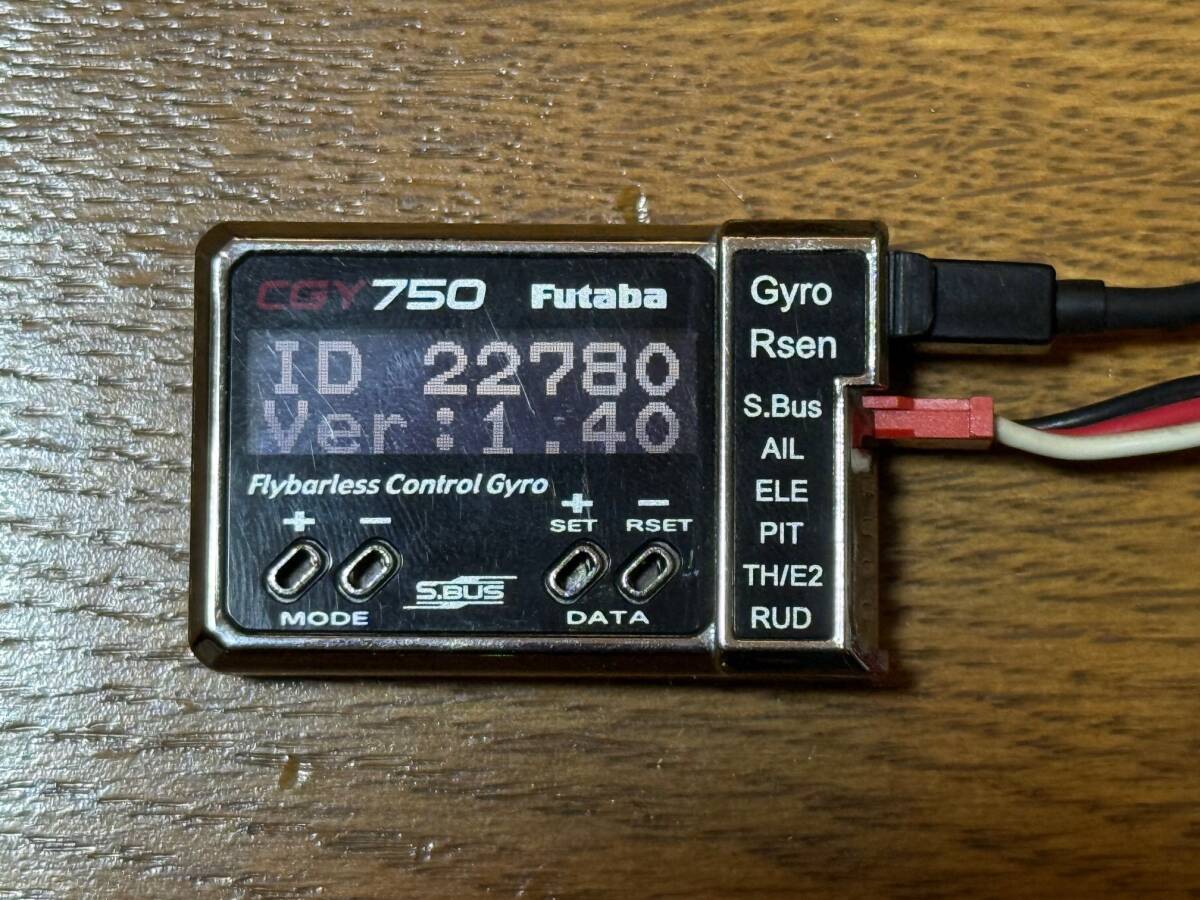 CGY750 Futaba
ID 22780
Ver:1.40
Flybarless Control Gyro
+ − + −
SET RSET
S.BUS
MODE DATA
Gyro
Rsen
S.Bus
AIL
ELE
PIT
TH/E2
RUD